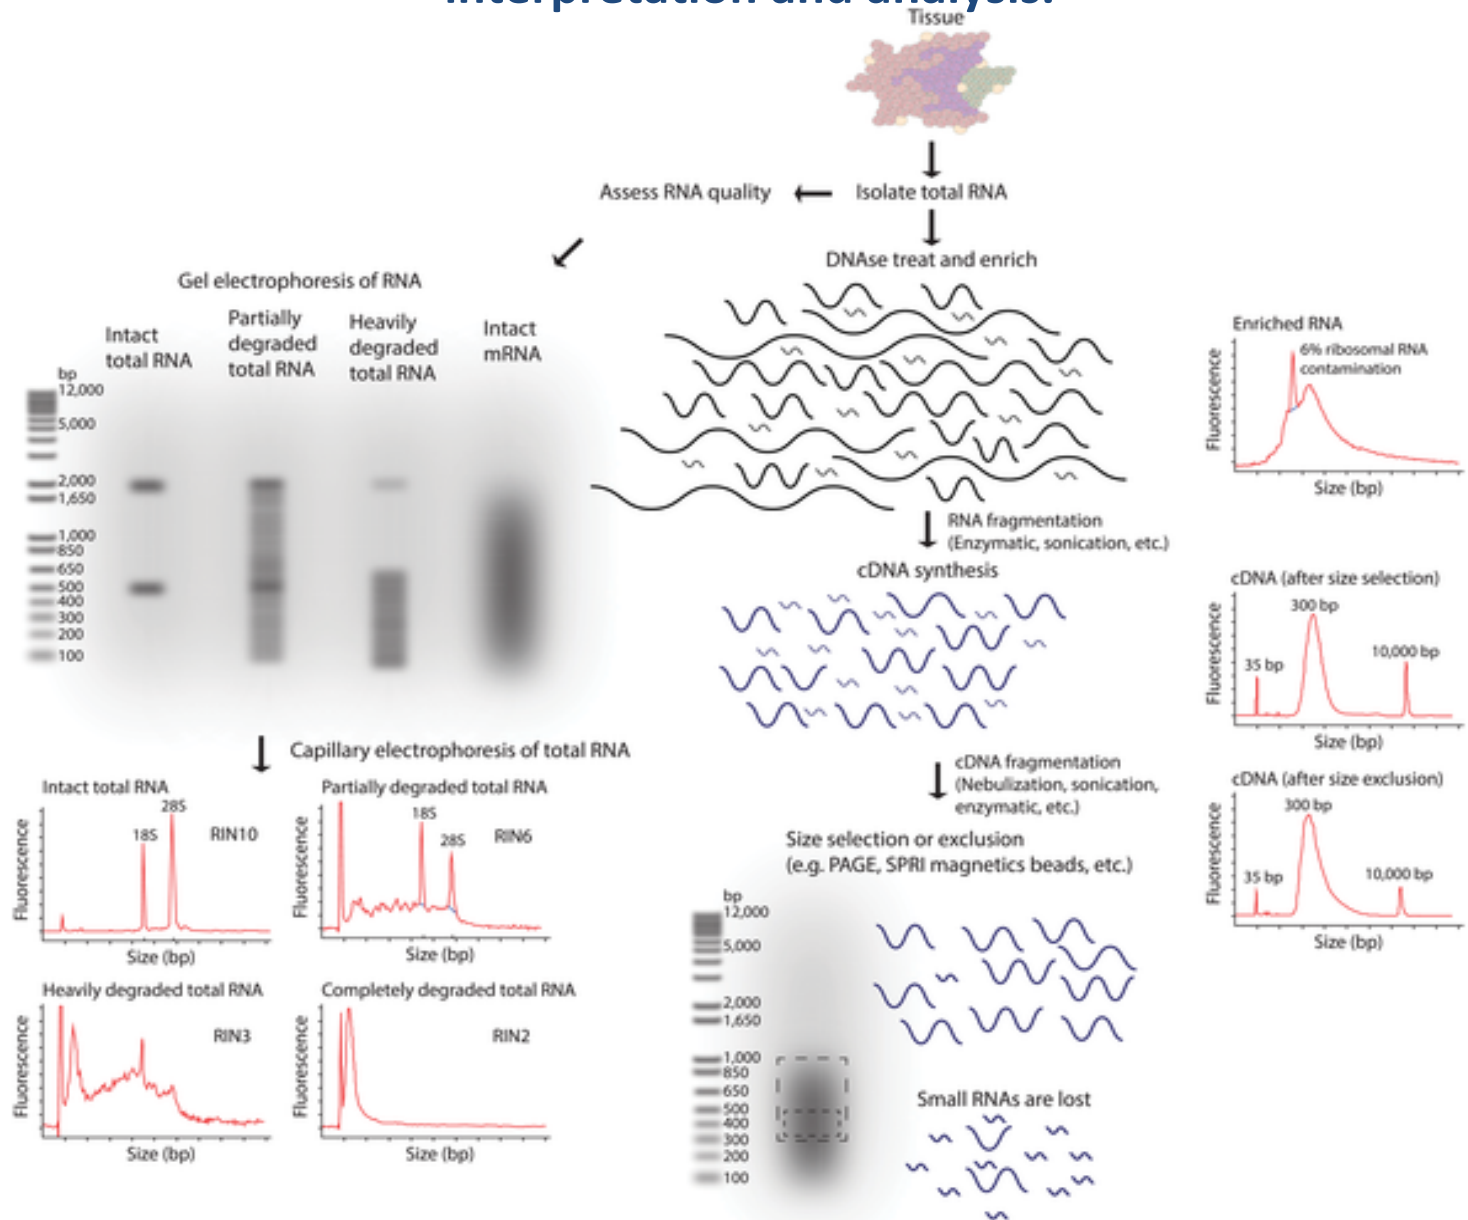 interpretation and analysis.
Tissue
Assess RNA quality
Isolate total RNA
DNAse treat and enrich
Gel electrophoresis of RNA
Intact
total RNA
Partially
degraded
total RNA
Heavily
degraded
total RNA
Intact
mRNA
bp
12,000
5,000
2,000
1,650
1,000
850
650
500
400
300
200
100
Enriched RNA
6% ribosomal RNA
contamination
Fluorescence
Size (bp)
RNA fragmentation
(Enzymatic, sonication, etc.)
cDNA synthesis
cDNA (after size selection)
300 bp
35 bp
10,000 bp
Fluorescence
Size (bp)
Capillary electrophoresis of total RNA
Intact total RNA
28S
18S
RIN10
Fluorescence
Size (bp)
Partially degraded total RNA
18S
28S
RIN6
Fluorescence
Size (bp)
Heavily degraded total RNA
RIN3
Fluorescence
Size (bp)
Completely degraded total RNA
RIN2
Fluorescence
Size (bp)
cDNA fragmentation
(Nebulization, sonication,
enzymatic, etc.)
cDNA (after size exclusion)
300 bp
35 bp
10,000 bp
Fluorescence
Size (bp)
Size selection or exclusion
(e.g. PAGE, SPRI magnetics beads, etc.)
bp
12,000
5,000
2,000
1,650
1,000
850
650
500
400
300
200
100
Small RNAs are lost